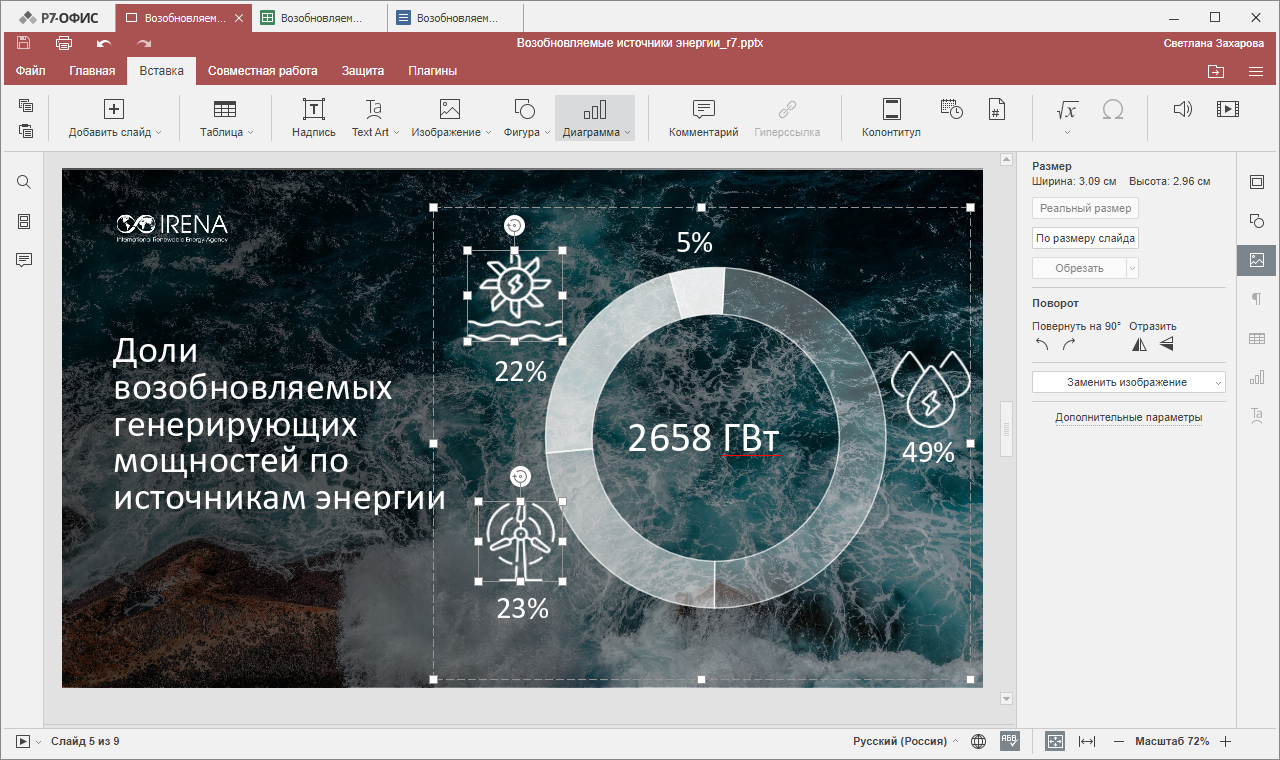 Р7-ОФИС
Возобновляем...
Возобновляем...
Возобновляем...
Возобновляемые источники энергии_r7.pptx
Светлана Захарова
Файл
Главная
Вставка
Совместная работа
Защита
Плагины
Добавить слайд
Таблица
Надпись
Text Art
Изображение
Фигура
Диаграмма
Комментарий
Гиперссылка
Колонтитул
IRENA
International Renewable Energy Agency
Доли
возобновляемых
генерирующих
мощностей по
источникам энергии
5%
22%
2658 ГВт
49%
23%
Размер
Ширина: 3.09 см Высота: 2.96 см
Реальный размер
По размеру слайда
Обрезать
Поворот
Повернуть на 90° Отразить
Заменить изображение
Дополнительные параметры
Слайд 5 из 9
Русский (Россия)
АБВ
Масштаб 72%